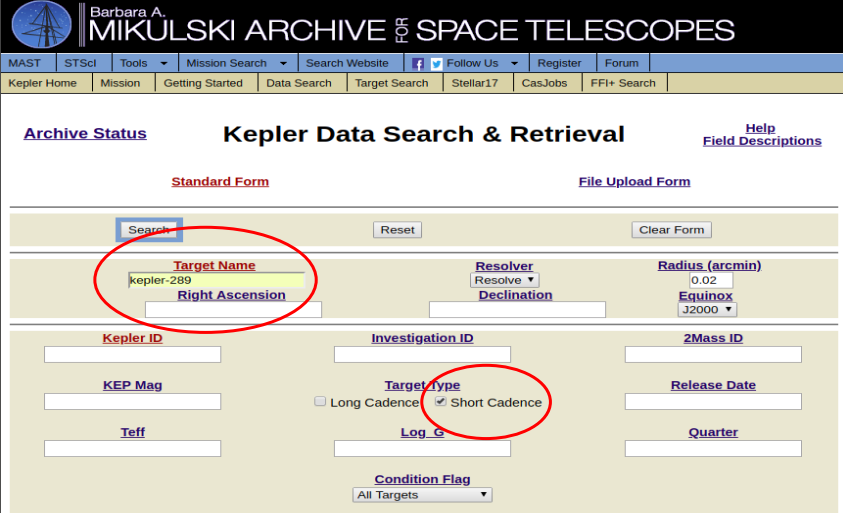 Barbara A.
MIKULSKI ARCHIVE FOR SPACE TELESCOPES
MAST STScI Tools Mission Search Search Website Follow Us Register Forum
Kepler Home Mission Getting Started Data Search Target Search Stellar17 CasJobs FFI+ Search
Archive Status Kepler Data Search & Retrieval Help
Field Descriptions
Standard Form File Upload Form
Search Reset Clear Form
Target Name Resolver Radius (arcmin)
kepler-289 Resolve 0.02
Right Ascension Declination Equinox
J2000
Kepler ID Investigation ID 2Mass ID
KEP Mag Target Type Release Date
Long Cadence Short Cadence
Teff Log_G Quarter
Condition Flag
All Targets